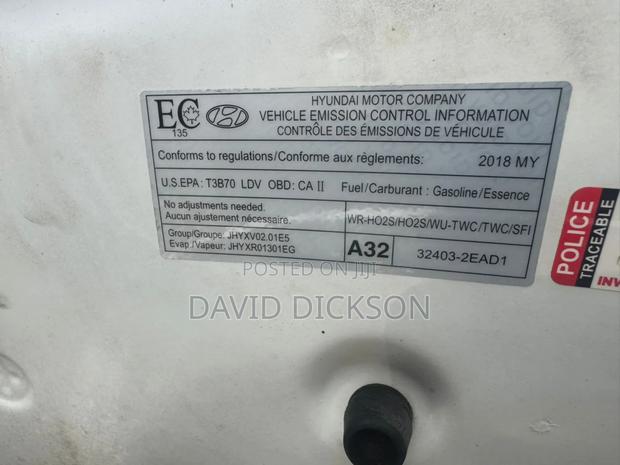 EC
135
HYUNDAI MOTOR COMPANY
VEHICLE EMISSION CONTROL INFORMATION
CONTRÔLE DES ÉMISSIONS DE VÉHICULE
Conforms to regulations/Conforme aux règlements: 2018 MY
U.S.EPA: T3B70 LDV OBD: CA II Fuel/Carburant : Gasoline/Essence
No adjustments needed.
Aucun ajustement nécessaire.
WR-HO2S/HO2S/WU-TWC/TWC/SFI
Group/Groupe: JHYXV02.01E5
Evap./Vapeur: JHYXR01301EG
A32
32403-2EAD1
POLICE
TRACEABLE
INV
POSTED ON JIJI
DAVID DICKSON